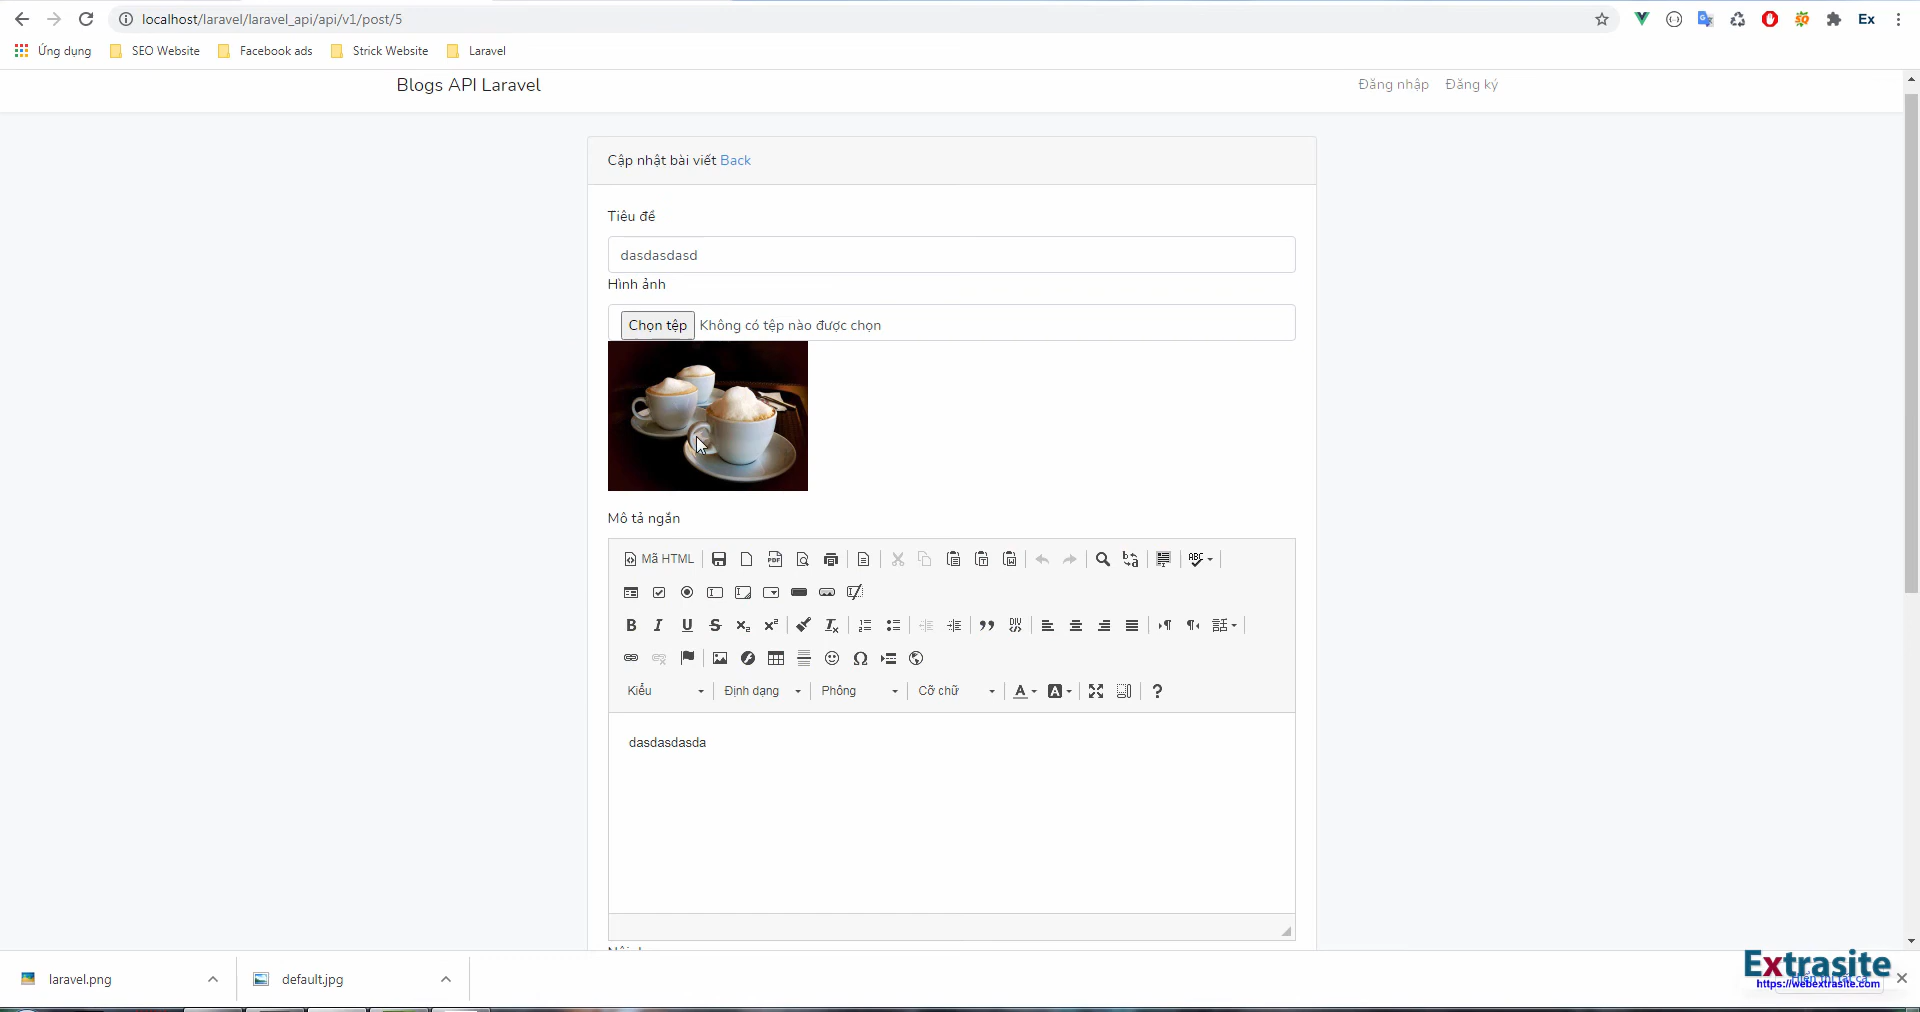 localhost/laravel/laravel_api/api/v1/post/5
Ex
Ứng dụng SEO Website Facebook ads Strick Website Laravel
Blogs API Laravel Đăng nhập Đăng ký
Cập nhật bài viết Back
Tiêu đề
dasdasdasd
Hình ảnh
Chọn tệp Không có tệp nào được chọn
Mô tả ngắn
Mã HTML
Kiểu Định dạng Phông Cỡ chữ
dasdasdasda
laravel.png default.jpg
Extrasite
https://webextrasite.com